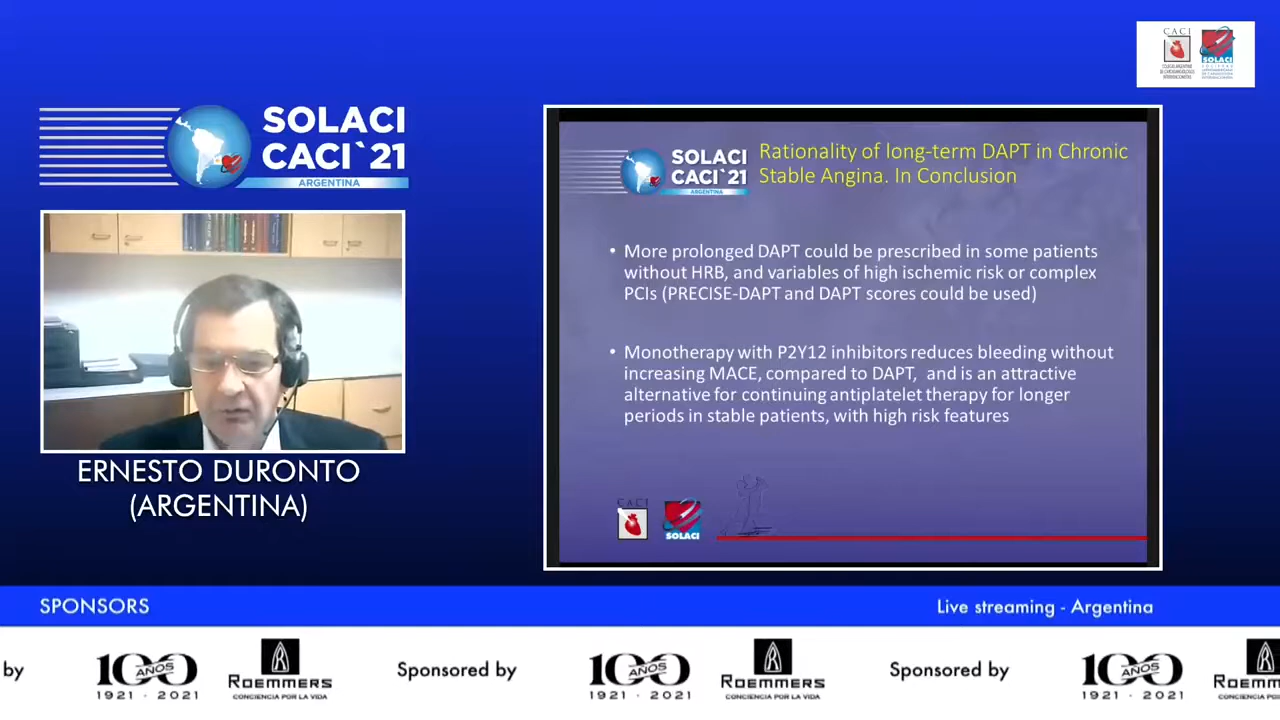 CACI
SOLACI
SOLACI
CACI`21
ARGENTINA
ERNESTO DURONTO
(ARGENTINA)
SOLACI
CACI`21
ARGENTINA
Rationality of long-term DAPT in Chronic
Stable Angina. In Conclusion
• More prolonged DAPT could be prescribed in some patients
without HRB, and variables of high ischemic risk or complex
PCIs (PRECISE-DAPT and DAPT scores could be used)
• Monotherapy with P2Y12 inhibitors reduces bleeding without
increasing MACE, compared to DAPT, and is an attractive
alternative for continuing antiplatelet therapy for longer
periods in stable patients, with high risk features
CACI
SOLACI
SPONSORS
Live streaming - Argentina
by
100 AÑOS
1921 - 2021
ROEMMERS
CONCIENCIA POR LA VIDA
Sponsored by
100 AÑOS
1921 - 2021
ROEMMERS
CONCIENCIA POR LA VIDA
Sponsored by
100 AÑOS
1921 - 2021
ROEMM
CONCIENCIA P